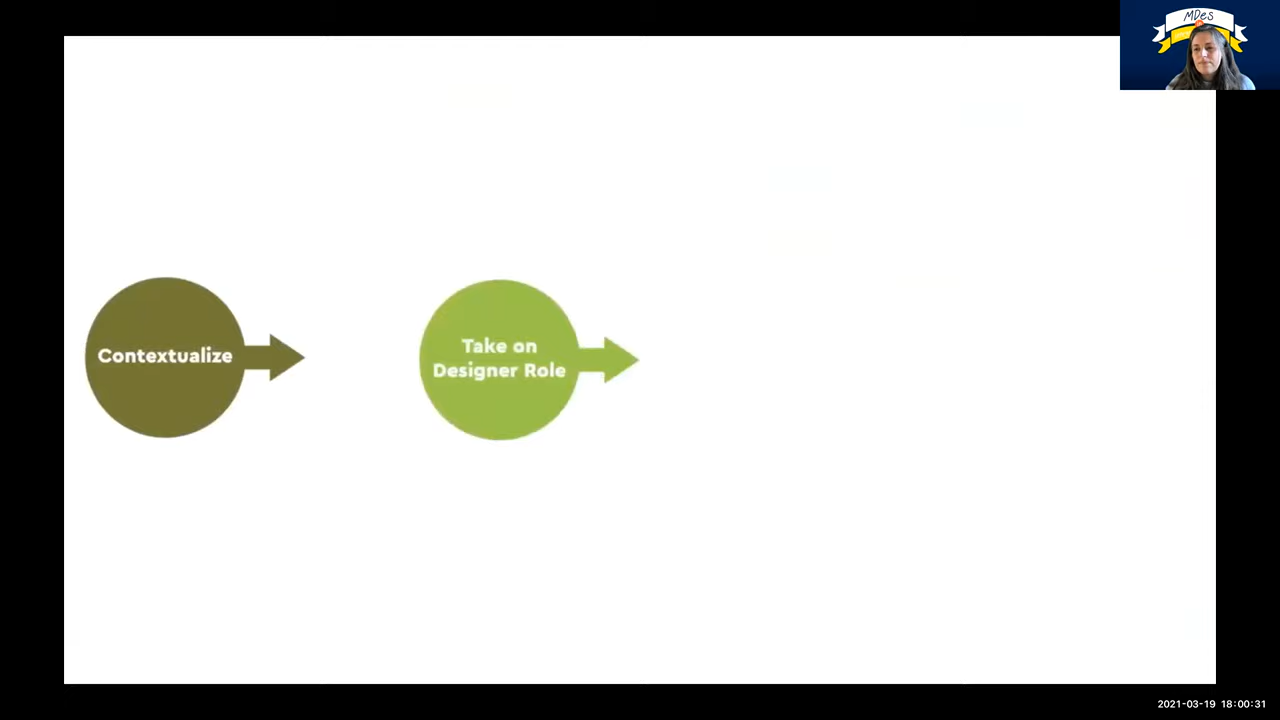 MDes
Contextualize
Take on
Designer Role
2021-03-19 18:00:31